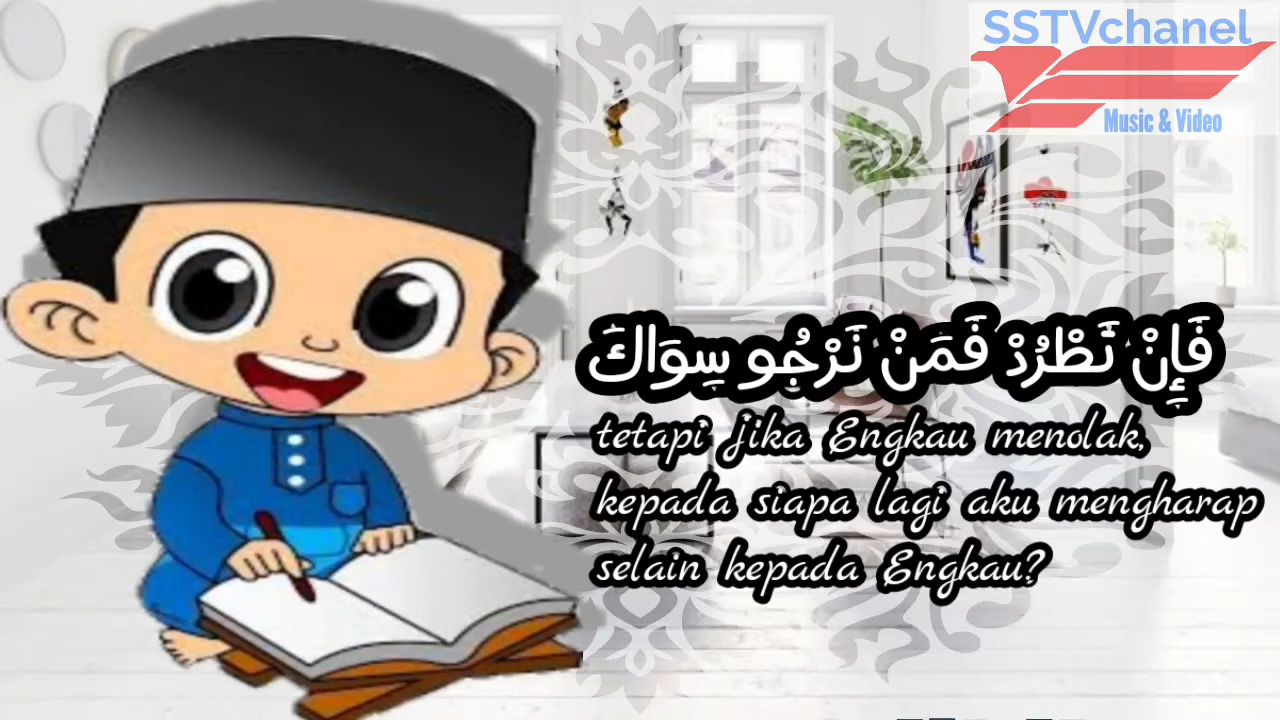 SSTVchanel
Music & Video
فَإِنْ تَطْرُدْ فَمَنْ نَرْجُو سِوَاكَ
tetapi jika Engkau menolak,
kepada siapa lagi aku mengharap
selain kepada Engkau?